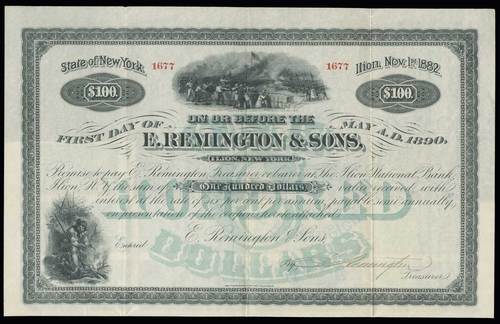 State of New York.
1677
1677
Ilion, Nov. 1st 1882.
$100.
$100.
ON OR BEFORE THE
FIRST DAY OF
MAY A.D. 1890,
E. REMINGTON & SONS,
(ILION, NEW YORK)
Promise to pay E. Remington Treasurer or bearer at The Ilion National Bank,
Ilion, N.Y. the sum of One Hundred Dollars for value received with
interest at the rate of six per cent per annum, payable semi annually,
on presentation of the coupons hereto attached.
E. Remington & Sons
By, Remington
Treasurer.
DOLLARS